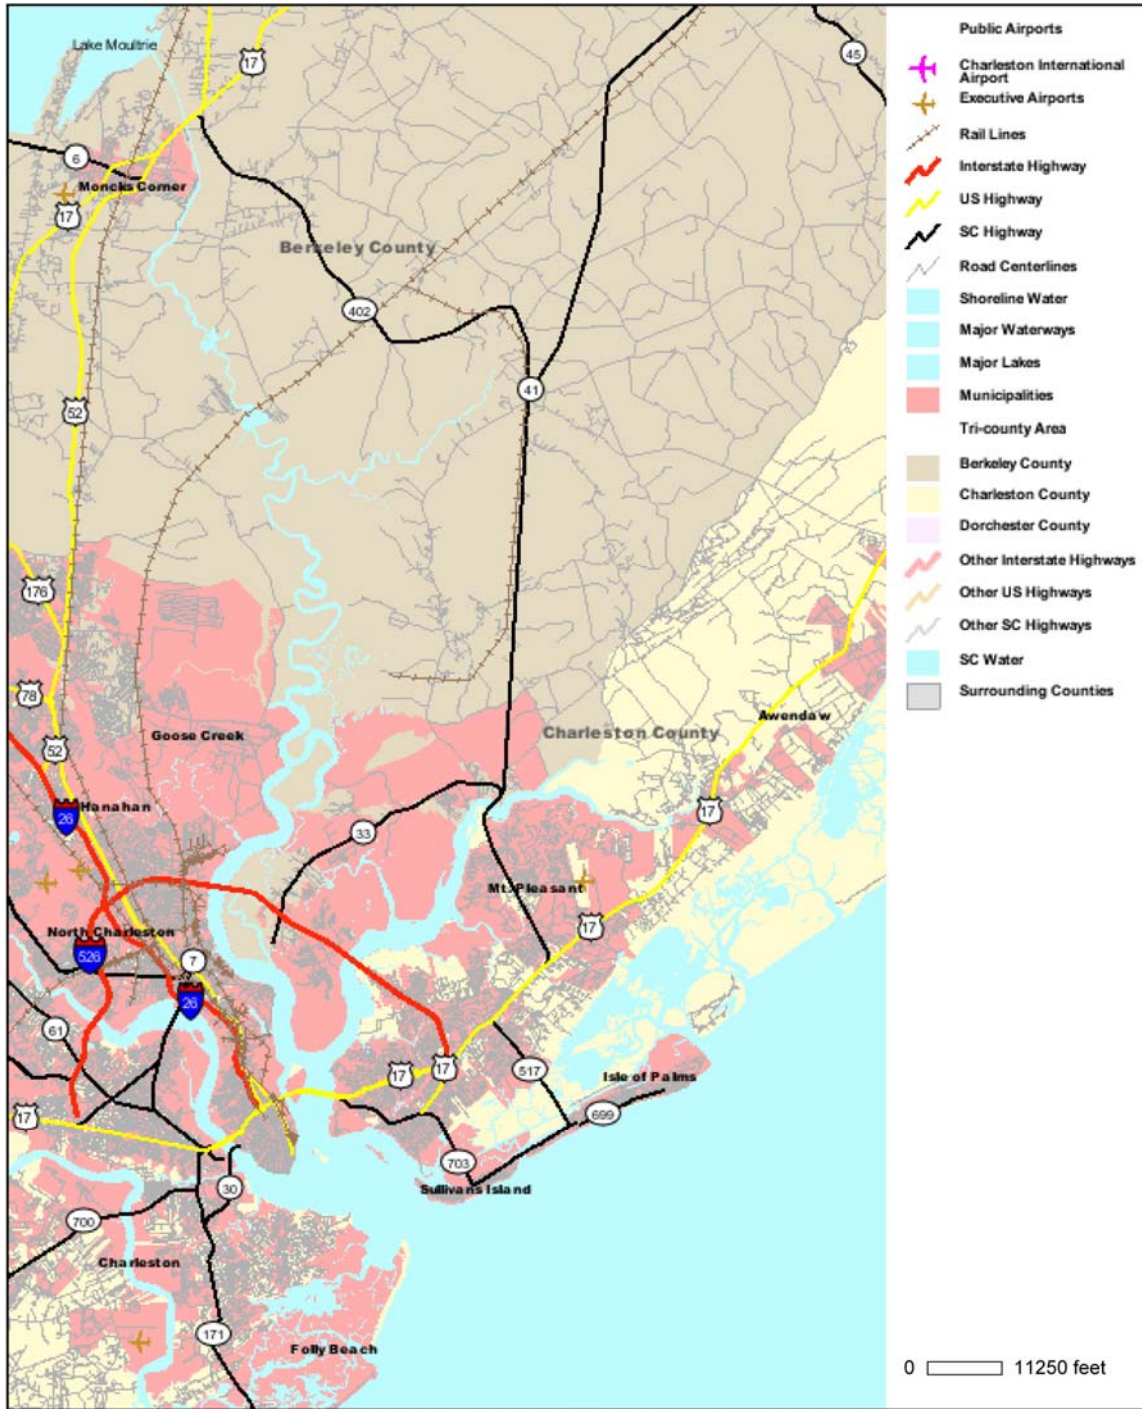 Lake Moultrie
17
45
6
Moncks Corner
17
Berkeley County
402
41
52
176
78
52
Goose Creek
Charleston County
Awendaw
Hanahan
26
17
33
Mt. Pleasant
17
North Charleston
526
7
26
61
17
17
517
Isle of Palms
699
17
703
Sullivans Island
30
700
Charleston
171
Folly Beach
Public Airports
Charleston International
Airport
Executive Airports
Rail Lines
Interstate Highway
US Highway
SC Highway
Road Centerlines
Shoreline Water
Major Waterways
Major Lakes
Municipalities
Tri-county Area
Berkeley County
Charleston County
Dorchester County
Other Interstate Highways
Other US Highways
Other SC Highways
SC Water
Surrounding Counties
0 11250 feet